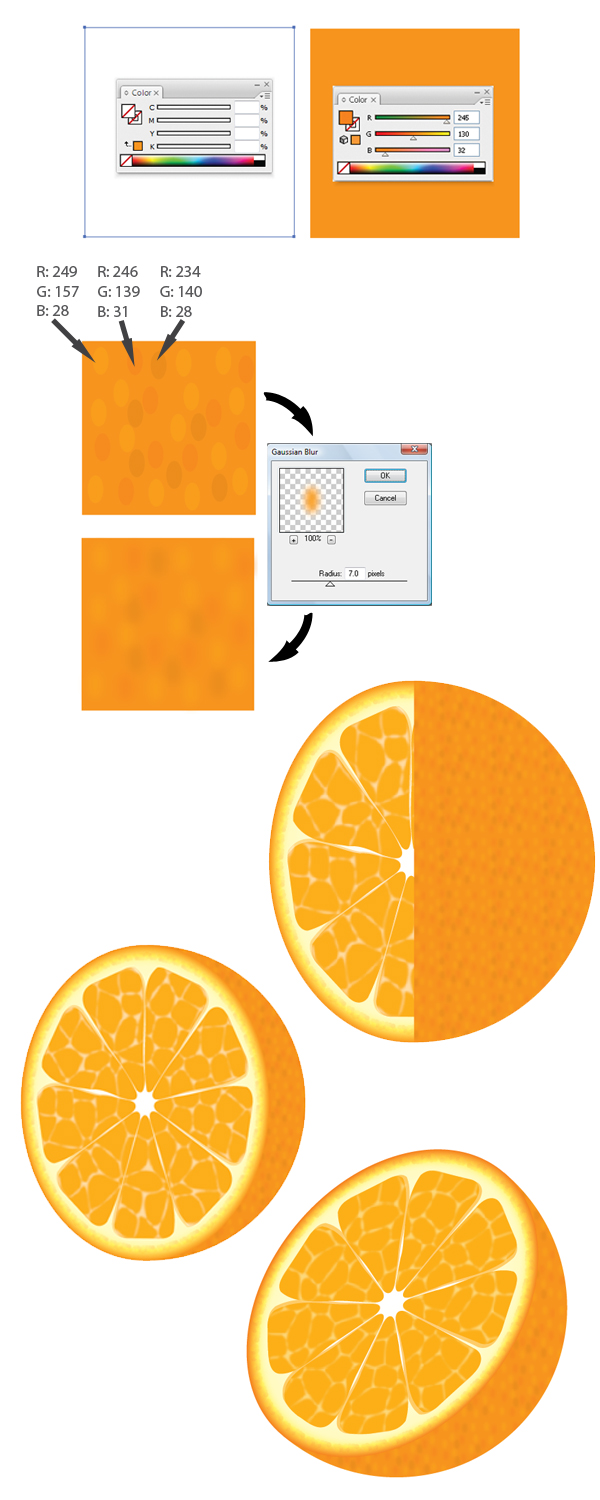 Color ×
C %
M %
Y %
K %
Color ×
R 245
G 130
B 32
R: 249 R: 246 R: 234
G: 157 G: 139 G: 140
B: 28 B: 31 B: 28
Gaussian Blur
OK
Cancel
+ 100% -
Radius: 7.0 pixels